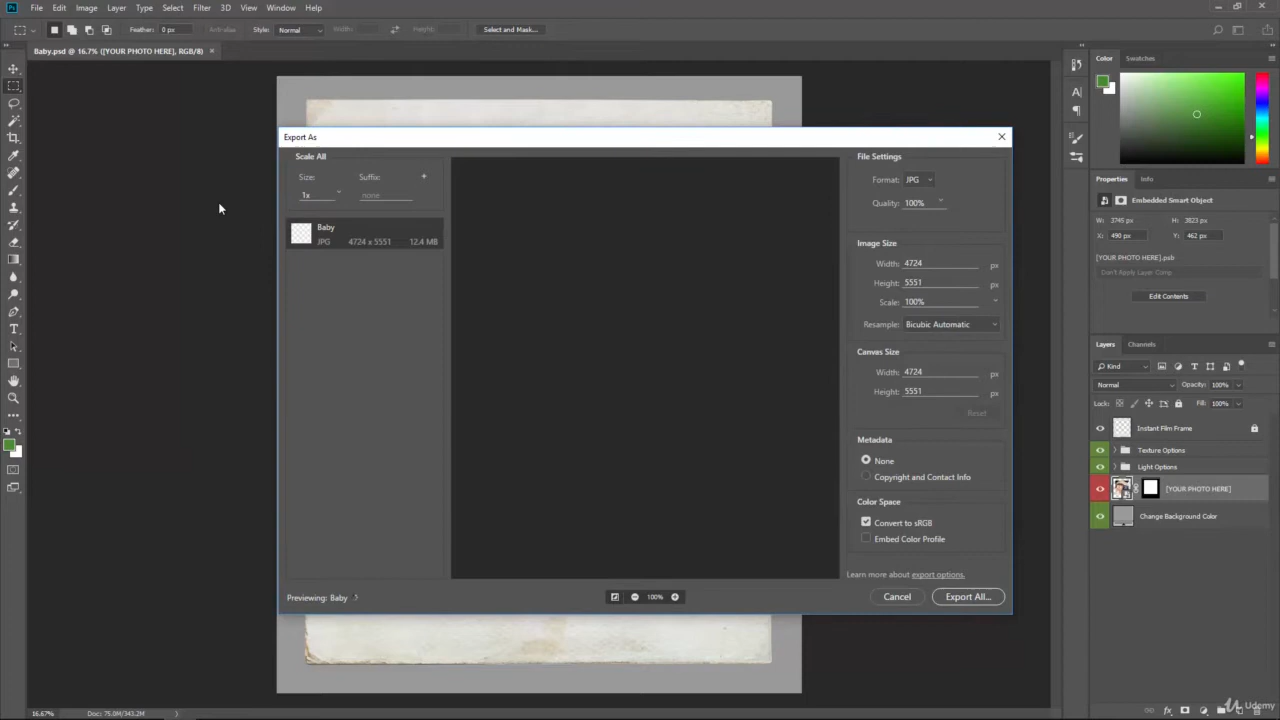 Ps File Edit Image Layer Type Select Filter 3D View Window Help
Feather: 0 px Anti-alias Style: Normal Width: Height: Select and Mask...
Baby.psd @ 16.7% ([YOUR PHOTO HERE], RGB/8) ×
Export As
Scale All
Size: Suffix: +
1x none
Baby
JPG 4724 x 5551 12.4 MB
File Settings
Format: JPG
Quality: 100%
Image Size
Width: 4724 px
Height: 5551 px
Scale: 100%
Resample: Bicubic Automatic
Canvas Size
Width: 4724 px
Height: 5551 px
Reset
Metadata
None
Copyright and Contact Info
Color Space
Convert to sRGB
Embed Color Profile
Learn more about export options.
Previewing: Baby 100% Cancel Export All...
Color Swatches
Properties Info
Embedded Smart Object
W: 3745 px H: 3823 px
X: 490 px Y: 462 px
[YOUR PHOTO HERE].psb
Don't Apply Layer Comp
Edit Contents
Layers Channels
Kind
Normal Opacity: 100%
Lock: Fill: 100%
Instant Film Frame
Texture Options
Light Options
[YOUR PHOTO HERE]
Change Background Color
16.67% Doc: 75.0M/343.2M
fx
Udemy